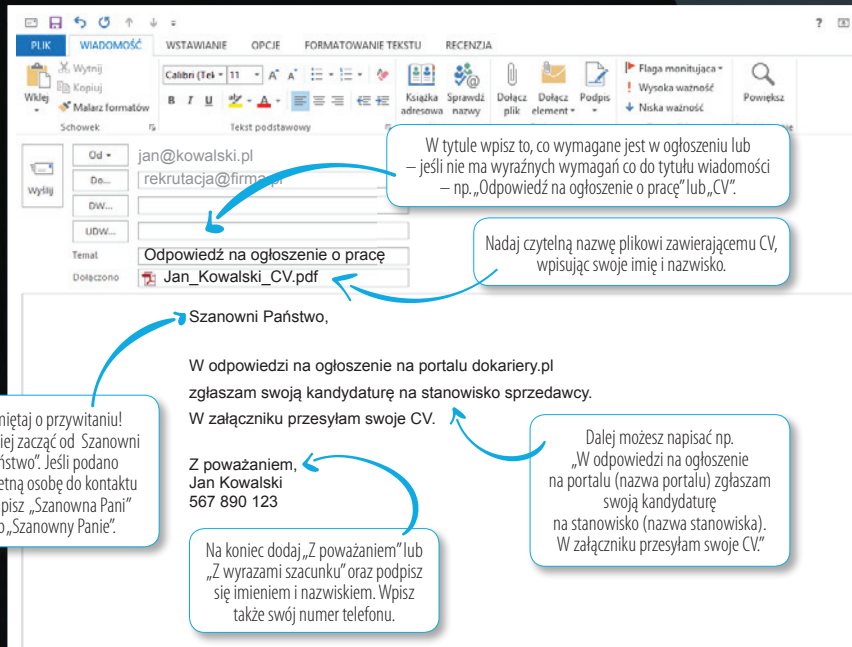 ?
PLIK WIADOMOŚĆ WSTAWIANIE OPCJE FORMATOWANIE TEKSTU RECENZJA
Wklej
Wytnij
Kopiuj
Malarz formatów
Schowek
Calibri (Teł 11 A A
B I U A
Tekst podstawowy
Książka adresowa
Sprawdź nazwy
Dołącz plik
Dołącz element
Podpis
Flaga monitująca
Wysoka ważność
Niska ważność
Powiększ
Wyślij
Od jan@kowalski.pl
Do... rekrutacja@firma.pl
DW...
UDW...
Temat Odpowiedź na ogłoszenie o pracę
Dołączono Jan_Kowalski_CV.pdf
W tytule wpisz to, co wymagane jest w ogłoszeniu lub
– jeśli nie ma wyraźnych wymagań co do tytułu wiadomości
– np. „Odpowiedź na ogłoszenie o pracę" lub „CV".
Nadaj czytelną nazwę plikowi zawierającemu CV,
wpisując swoje imię i nazwisko.
Szanowni Państwo,
W odpowiedzi na ogłoszenie na portalu dokariery.pl
zgłaszam swoją kandydaturę na stanowisko sprzedawcy.
W załączniku przesyłam swoje CV.
Z poważaniem,
Jan Kowalski
567 890 123
o przywitaniu!
zacząć od Szanowni
Jeśli podano
osobę do kontaktu
„Szanowna Pani"
„Szanowny Panie".
Dalej możesz napisać np.
„W odpowiedzi na ogłoszenie
na portalu (nazwa portalu) zgłaszam
swoją kandydaturę
na stanowisko (nazwa stanowiska).
W załączniku przesyłam swoje CV."
Na koniec dodaj „Z poważaniem" lub
„Z wyrazami szacunku" oraz podpisz
się imieniem i nazwiskiem. Wpisz
także swój numer telefonu.